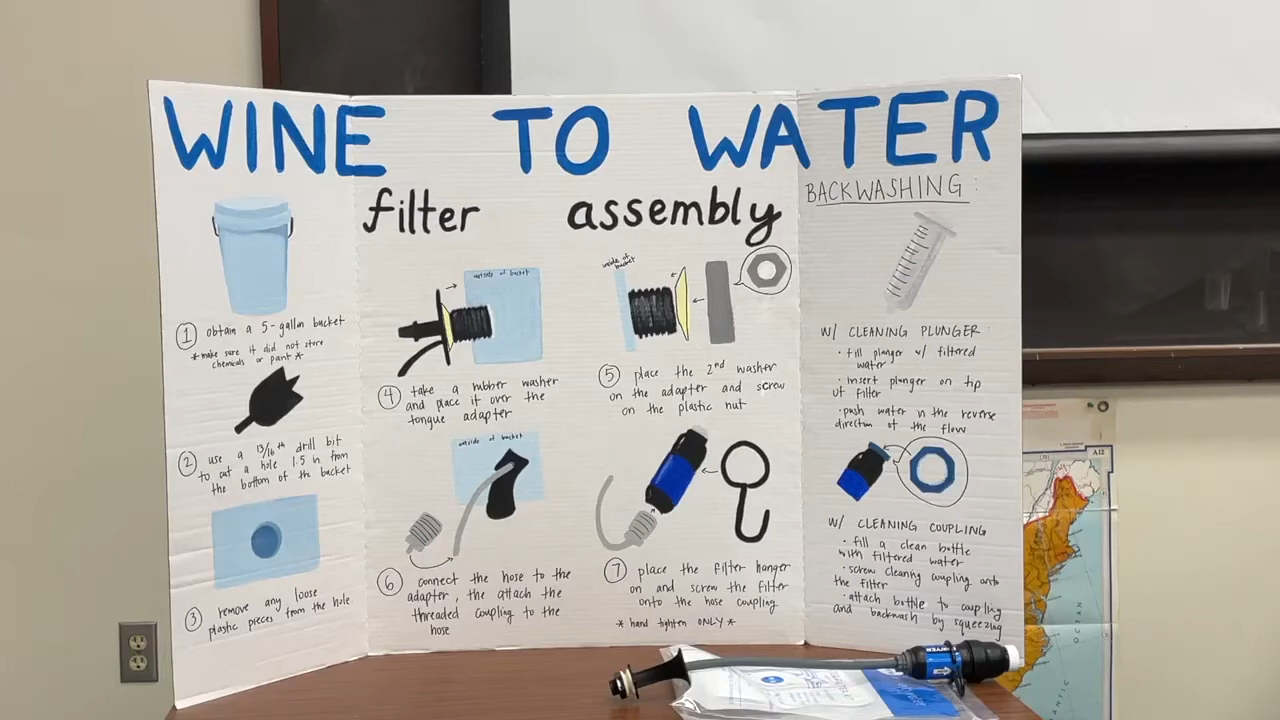 WINE TO WATER
filter assembly
1 obtain a 5-gallon bucket
*make sure it did not store
chemicals or paint*
2 use a 13/16th drill bit
to cut a hole 1.5 in from
the bottom of the bucket
3 remove any loose
plastic pieces from the hole.
outside of bucket
4 take a rubber washer
and place it over the
tongue adapter
inside of
bucket
5 place the 2nd washer
on the adapter and screw
on the plastic nut
outside of bucket
6 connect the hose to the
adapter, the attach the
threaded coupling to the
hose
7 place the filter hanger
on and screw the filter
onto the hose coupling
*hand tighten ONLY*
BACKWASHING:
W/ CLEANING PLUNGER:
• fill plunger w/ filtered
water
• insert plunger on tip
of filter
• push water in the reverse
direction of the flow
W/ CLEANING COUPLING
• fill a clean bottle
with filtered water
• screw cleaning coupling onto
the filter
• attach bottle to coupling
and backwash by squeezing
A12
OCEAN
SAWYER